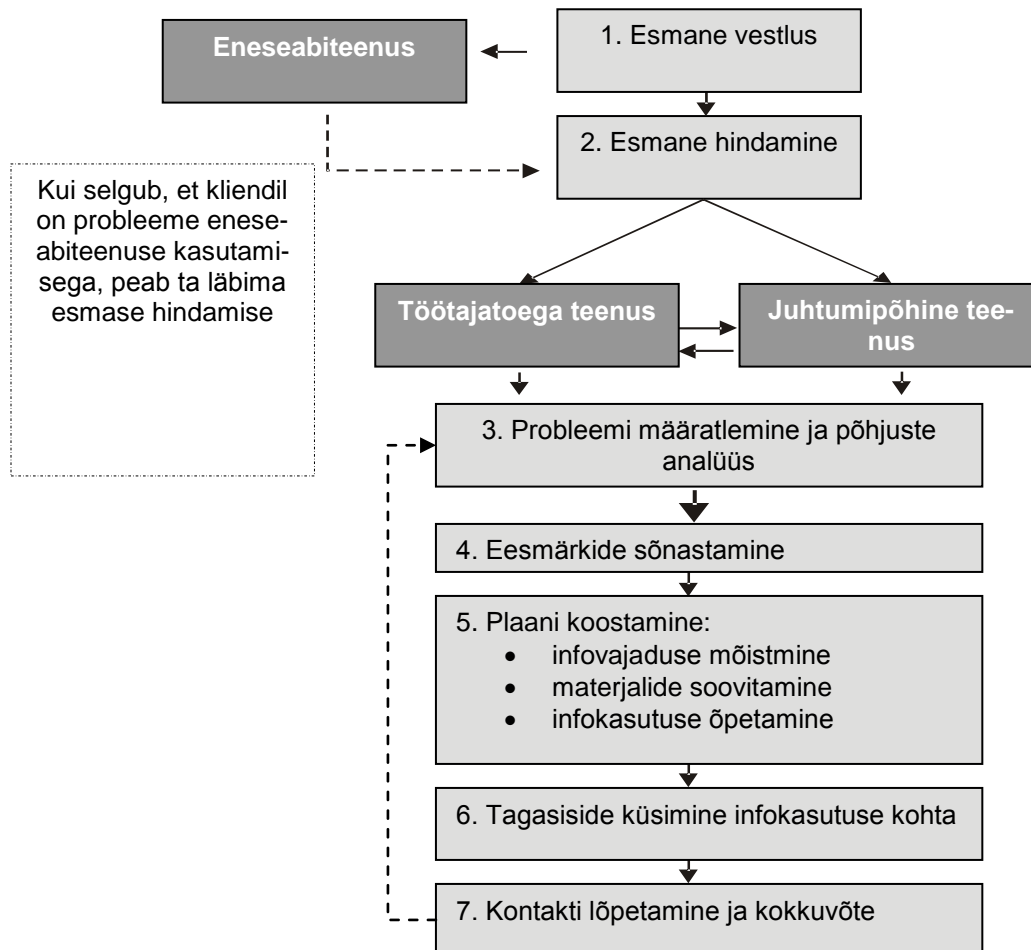 Eneseabiteenus
1. Esmane vestlus
2. Esmane hindamine
Kui selgub, et kliendil
on probleeme enese-
abiteenuse kasutami-
sega, peab ta läbima
esmase hindamise
Töötajatoega teenus
Juhtumipõhine tee-
nus
3. Probleemi määratlemine ja põhjuste
analüüs
4. Eesmärkide sõnastamine
5. Plaani koostamine:
• infovajaduse mõistmine
• materjalide soovitamine
• infokasutuse õpetamine
6. Tagasiside küsimine infokasutuse kohta
7. Kontakti lõpetamine ja kokkuvõte